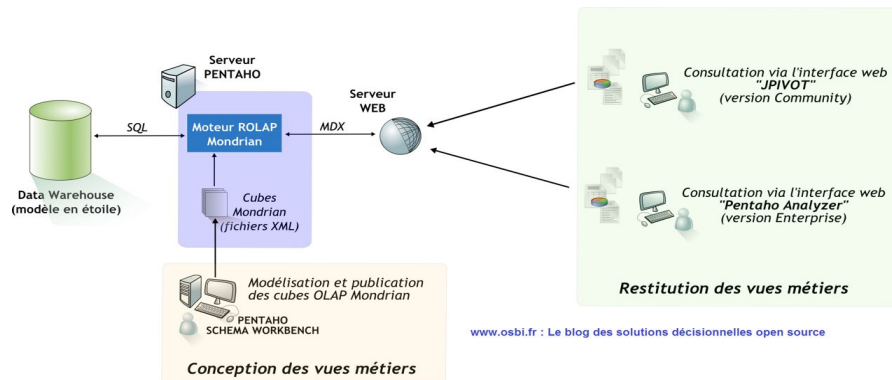 Serveur
PENTAHO
SQL
Moteur ROLAP
Mondrian
MDX
Serveur
WEB
Data Warehouse
(modèle en étoile)
Cubes
Mondrian
(fichiers XML)
Modélisation et publication
des cubes OLAP Mondrian
PENTAHO
SCHEMA WORKBENCH
Conception des vues métiers
Consultation via l'interface web
"JPIVOT"
(version Community)
Consultation via l'interface web
"Pentaho Analyzer"
(version Enterprise)
Restitution des vues métiers
www.osbi.fr : Le blog des solutions décisionnelles open source